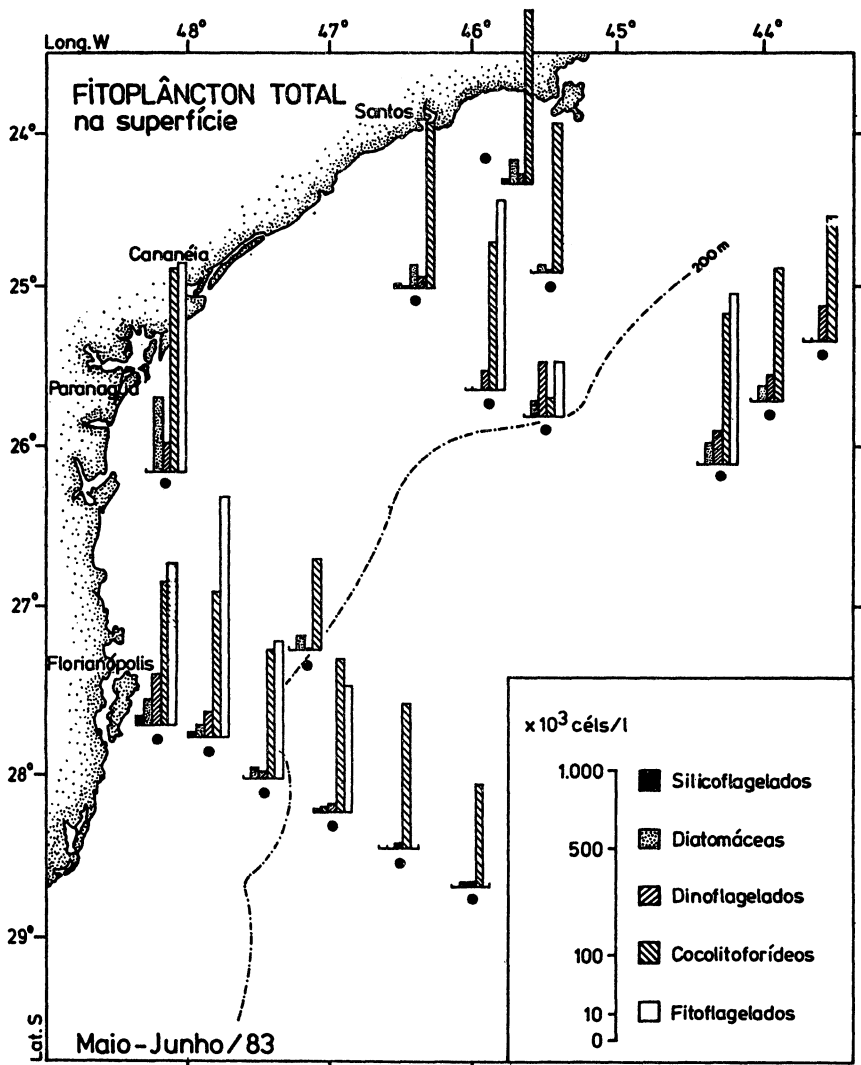 Long. W
48° 47° 46° 45° 44°
FITOPLÂNCTON TOTAL
na superfície
Santos
24°
Cananéia
200 m
25°
Paranaguá
26°
27°
Florianópolis
28°
29°
x 10³ céls/l
1.000
500
100
10
0
Silicoflagelados
Diatomáceas
Dinoflagelados
Cocolitoforídeos
Fitoflagelados
Lat. S
Maio-Junho/83